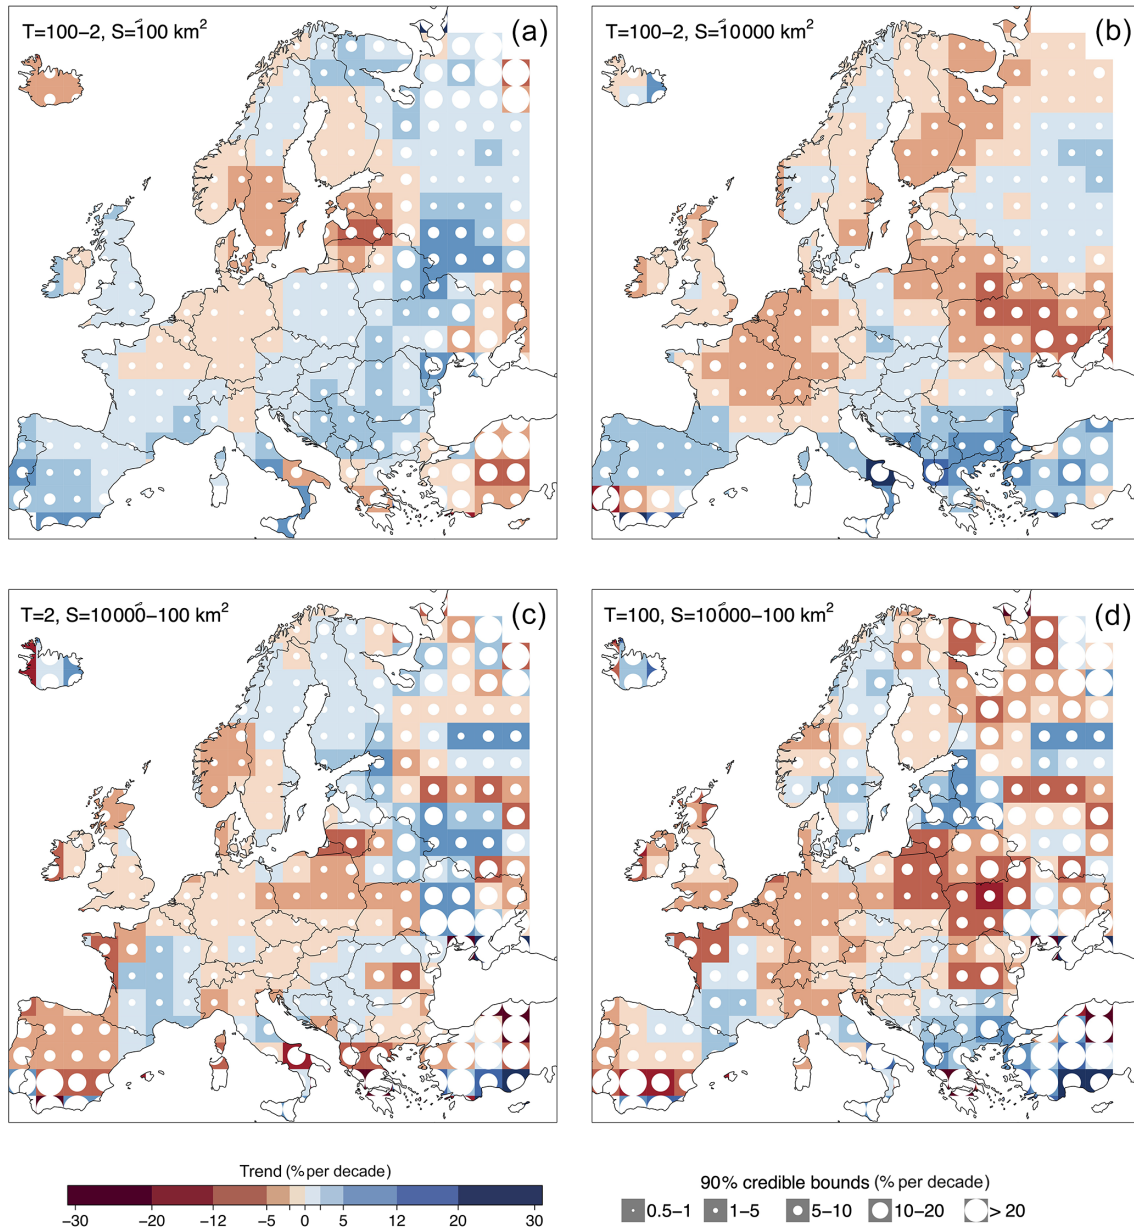 T=100−2, S=100 km²
(a)
T=100−2, S=10000 km²
(b)
T=2, S=10000−100 km²
(c)
T=100, S=10000−100 km²
(d)
Trend (% per decade)
−30 −20 −12 −5 0 5 12 20 30
90% credible bounds (% per decade)
0.5−1 1−5 5−10 10−20 > 20